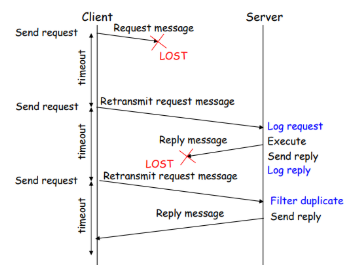 Client
Server
Send request
Request message
LOST
timeout
Send request
Retransmit request message
Log request
Reply message
Execute
timeout
LOST
Send reply
Log reply
Send request
Retransmit request message
Filter duplicate
timeout
Reply message
Send reply